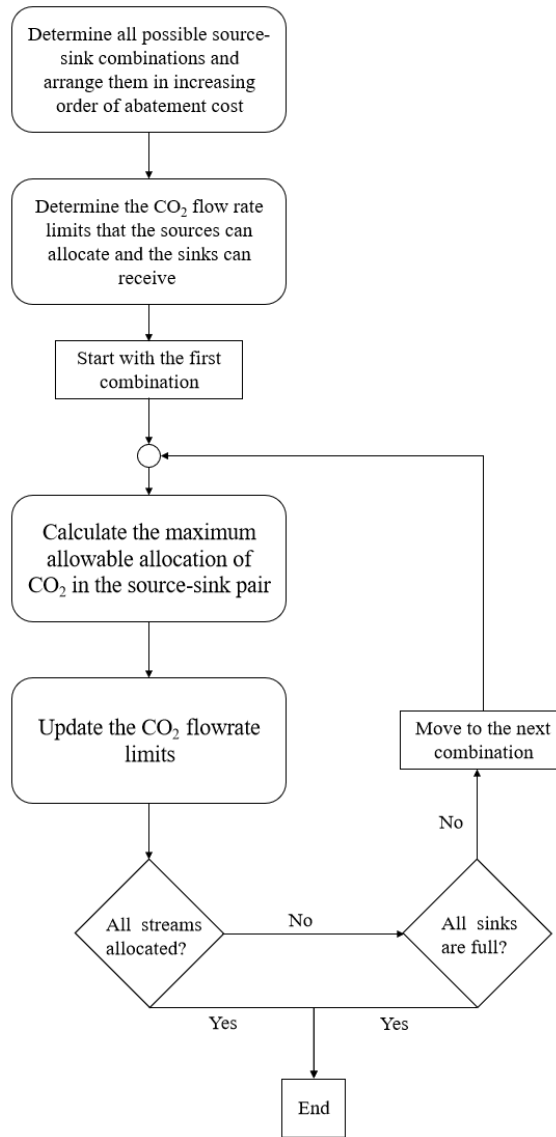 Determine all possible source-
sink combinations and
arrange them in increasing
order of abatement cost
Determine the CO₂ flow rate
limits that the sources can
allocate and the sinks can
receive
Start with the first
combination
Calculate the maximum
allowable allocation of
CO₂ in the source-sink pair
Update the CO₂ flowrate
limits
Move to the next
combination
No
All streams
allocated?
No
All sinks
are full?
Yes
Yes
End